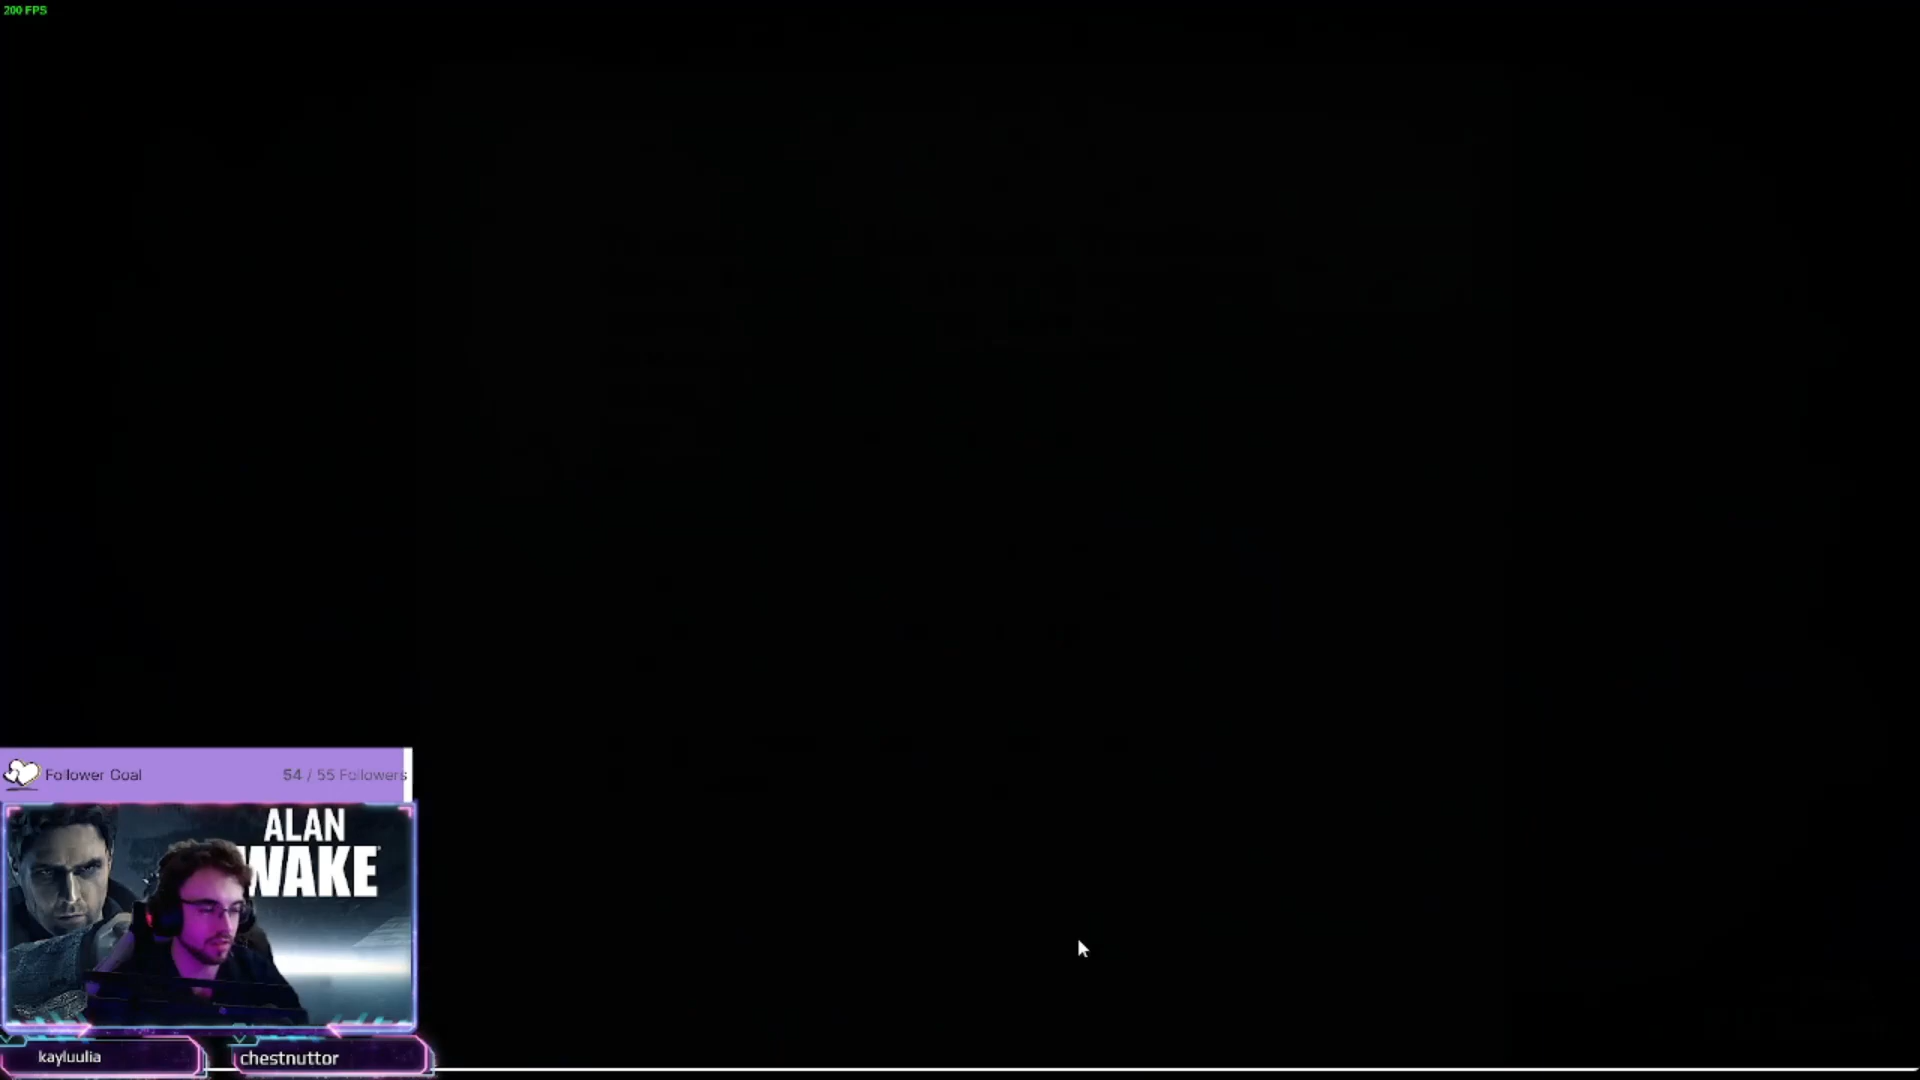 200 FPS
Follower Goal
54 / 55 Followers
ALAN
WAKE
kayluulia
chestnuttor